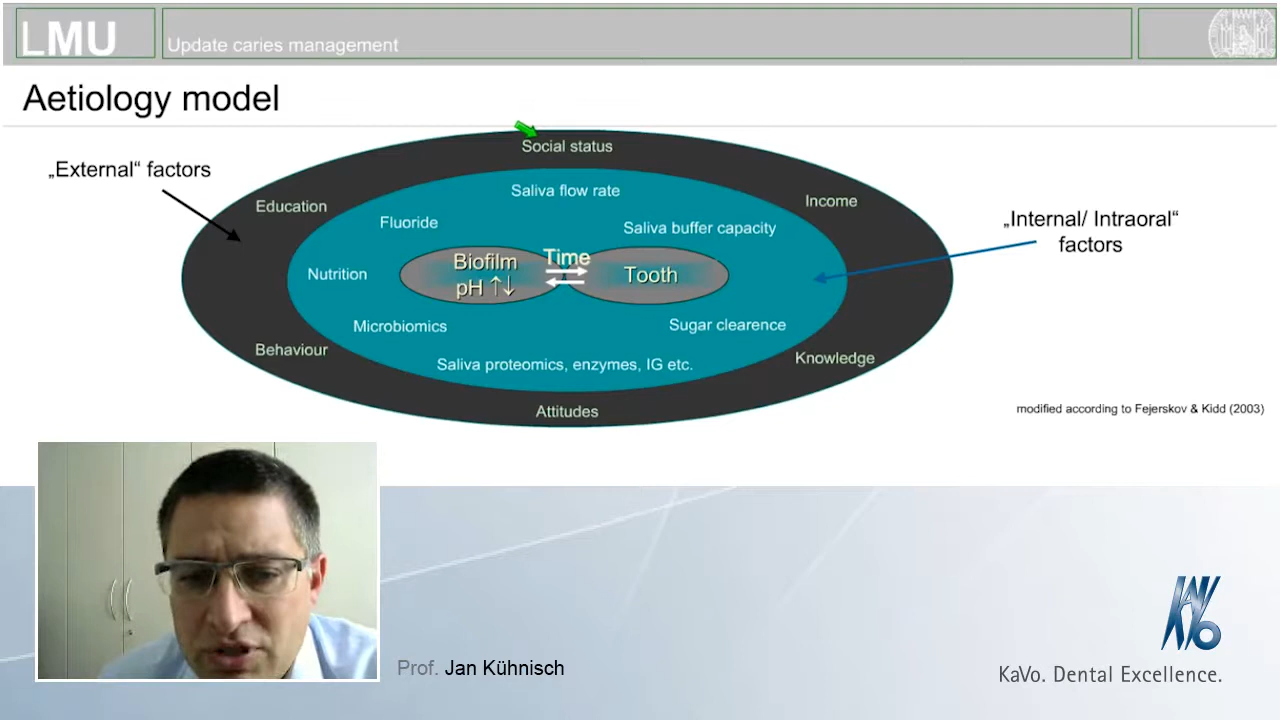 LMU
Update caries management
Aetiology model
„External“ factors
Social status
Education
Income
Saliva flow rate
Fluoride
Saliva buffer capacity
„Internal/ Intraoral“
factors
Nutrition
Biofilm
pH ↑↓
Time
Tooth
Microbiomics
Sugar clearence
Behaviour
Knowledge
Saliva proteomics, enzymes, IG etc.
Attitudes
modified according to Fejerskov & Kidd (2003)
Prof. Jan Kühnisch
KAVO
KaVo. Dental Excellence.